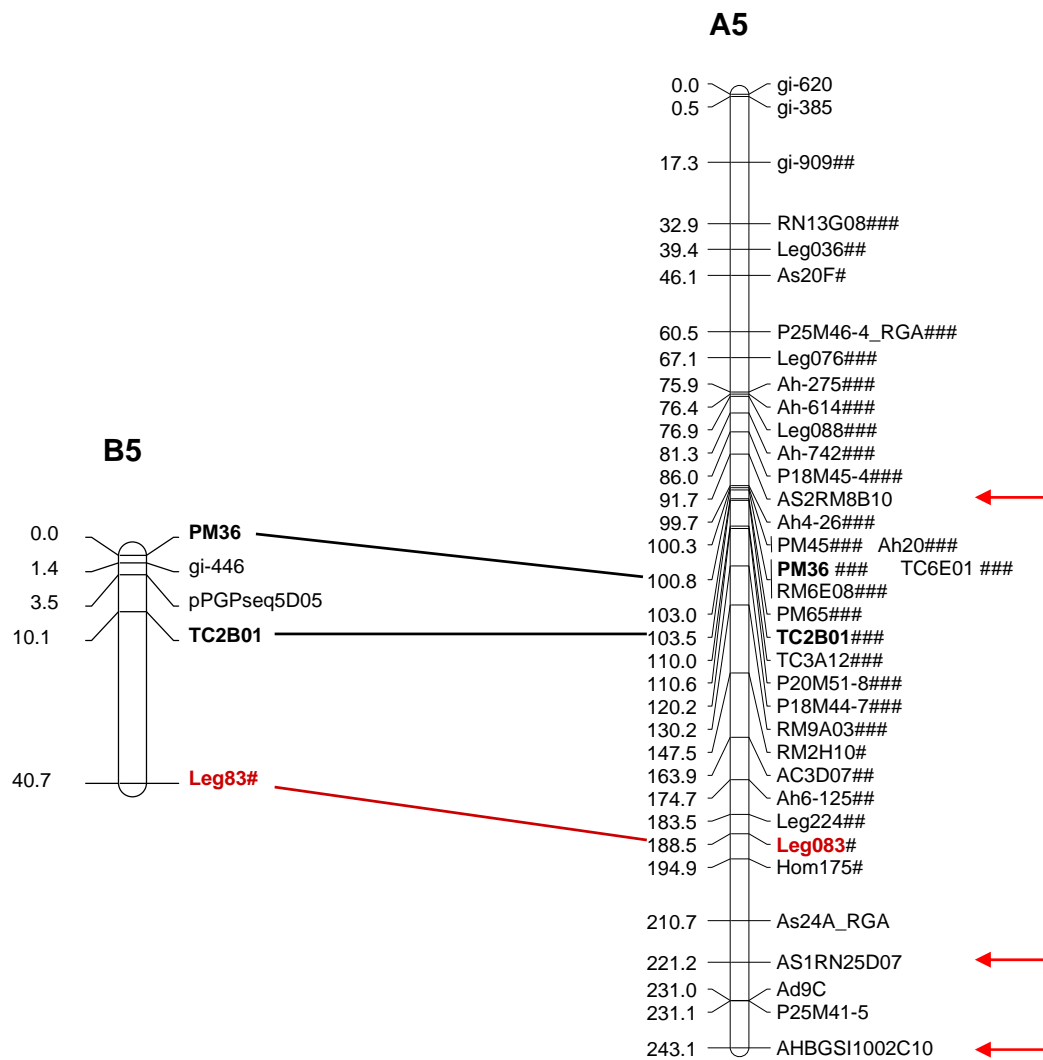 A5
0.0 gi-620
0.5 gi-385
17.3 gi-909##
32.9 RN13G08###
39.4 Leg036##
46.1 As20F#
60.5 P25M46-4_RGA###
67.1 Leg076###
75.9 Ah-275###
76.4 Ah-614###
76.9 Leg088###
81.3 Ah-742###
86.0 P18M45-4###
91.7 AS2RM8B10
99.7 Ah4-26###
100.3 PM45### Ah20###
100.8 PM36 ### TC6E01 ###
RM6E08###
103.0 PM65###
103.5 TC2B01###
110.0 TC3A12###
110.6 P20M51-8###
120.2 P18M44-7###
130.2 RM9A03###
147.5 RM2H10#
163.9 AC3D07##
174.7 Ah6-125##
183.5 Leg224##
188.5 Leg083#
194.9 Hom175#
210.7 As24A_RGA
221.2 AS1RN25D07
231.0 Ad9C
231.1 P25M41-5
243.1 AHBGSI1002C10
B5
0.0 PM36
1.4 gi-446
3.5 pPGPseq5D05
10.1 TC2B01
40.7 Leg83#